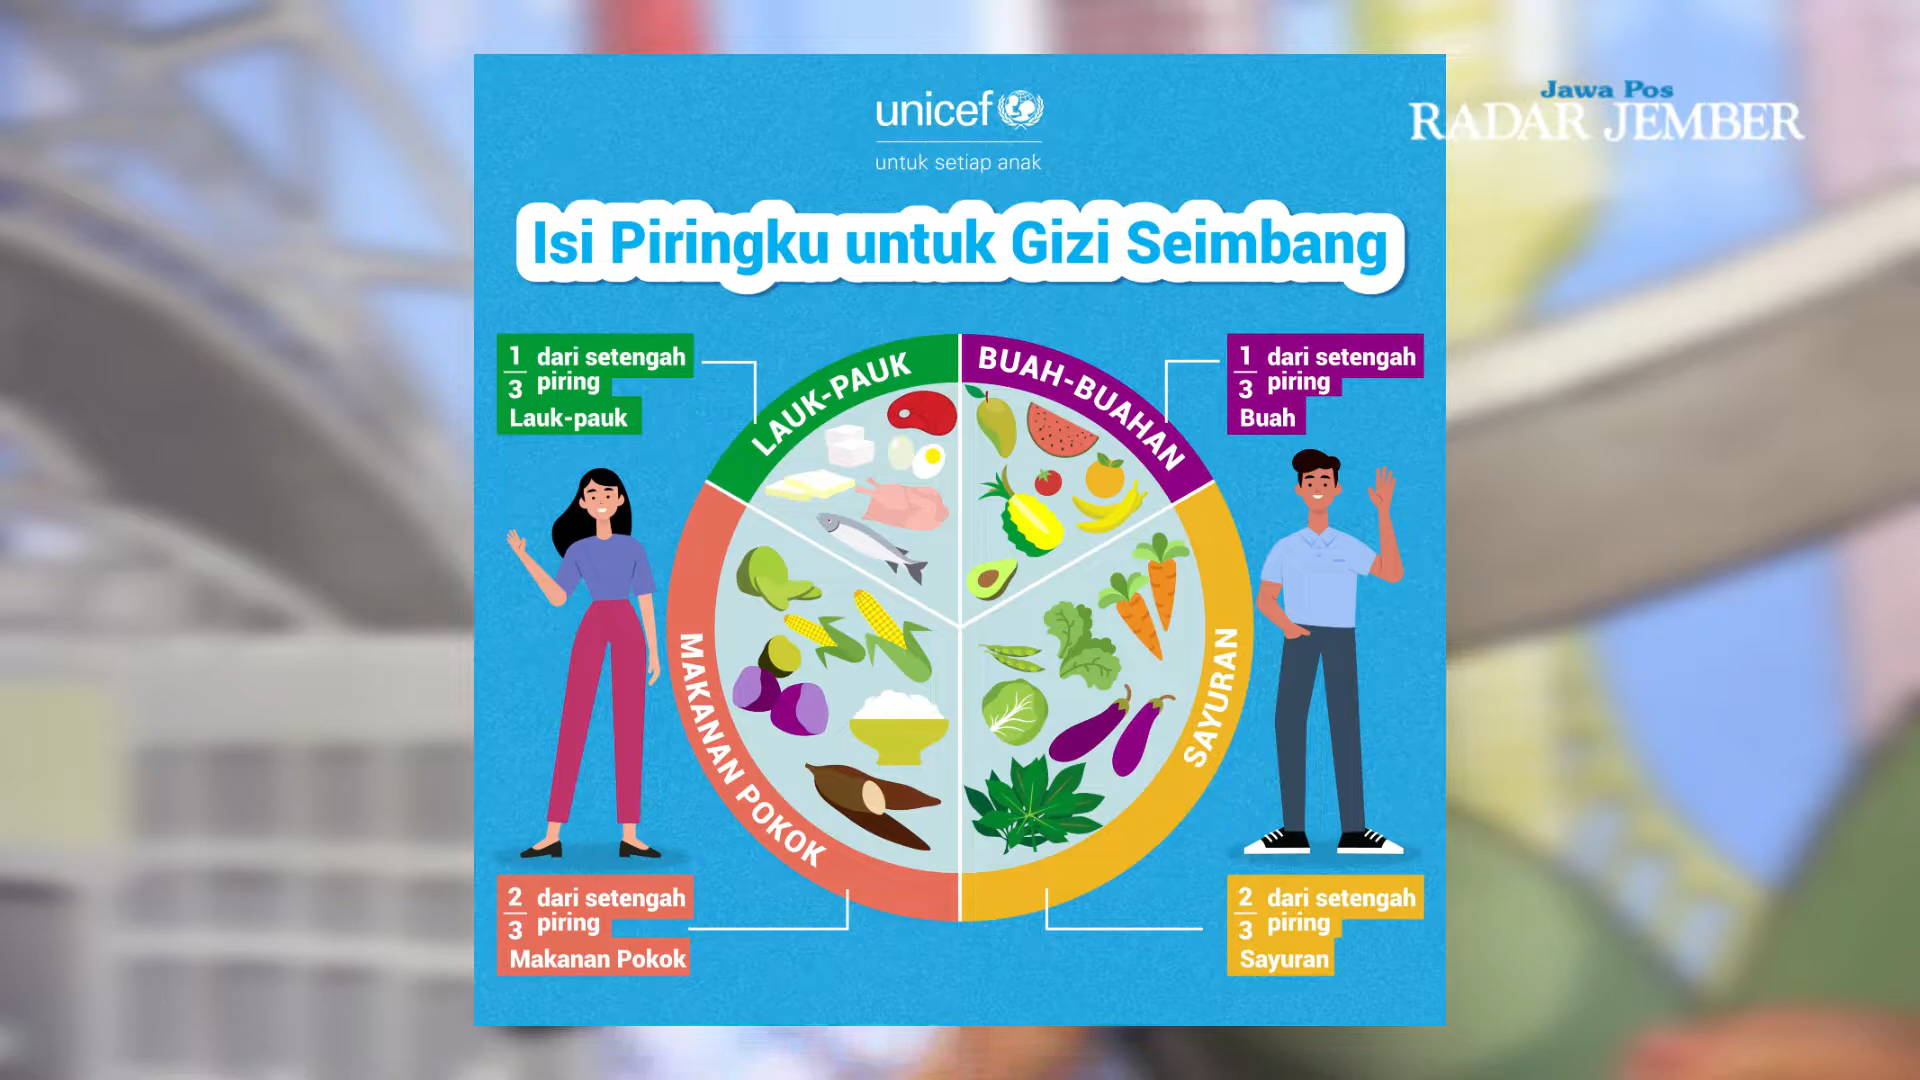 unicef
untuk setiap anak
Jawa Pos
RADAR JEMBER
Isi Piringku untuk Gizi Seimbang
1/3 dari setengah
piring
Lauk-pauk
1/3 dari setengah
piring
Buah
LAUK-PAUK
BUAH-BUAHAN
MAKANAN POKOK
SAYURAN
2/3 dari setengah
piring
Makanan Pokok
2/3 dari setengah
piring
Sayuran